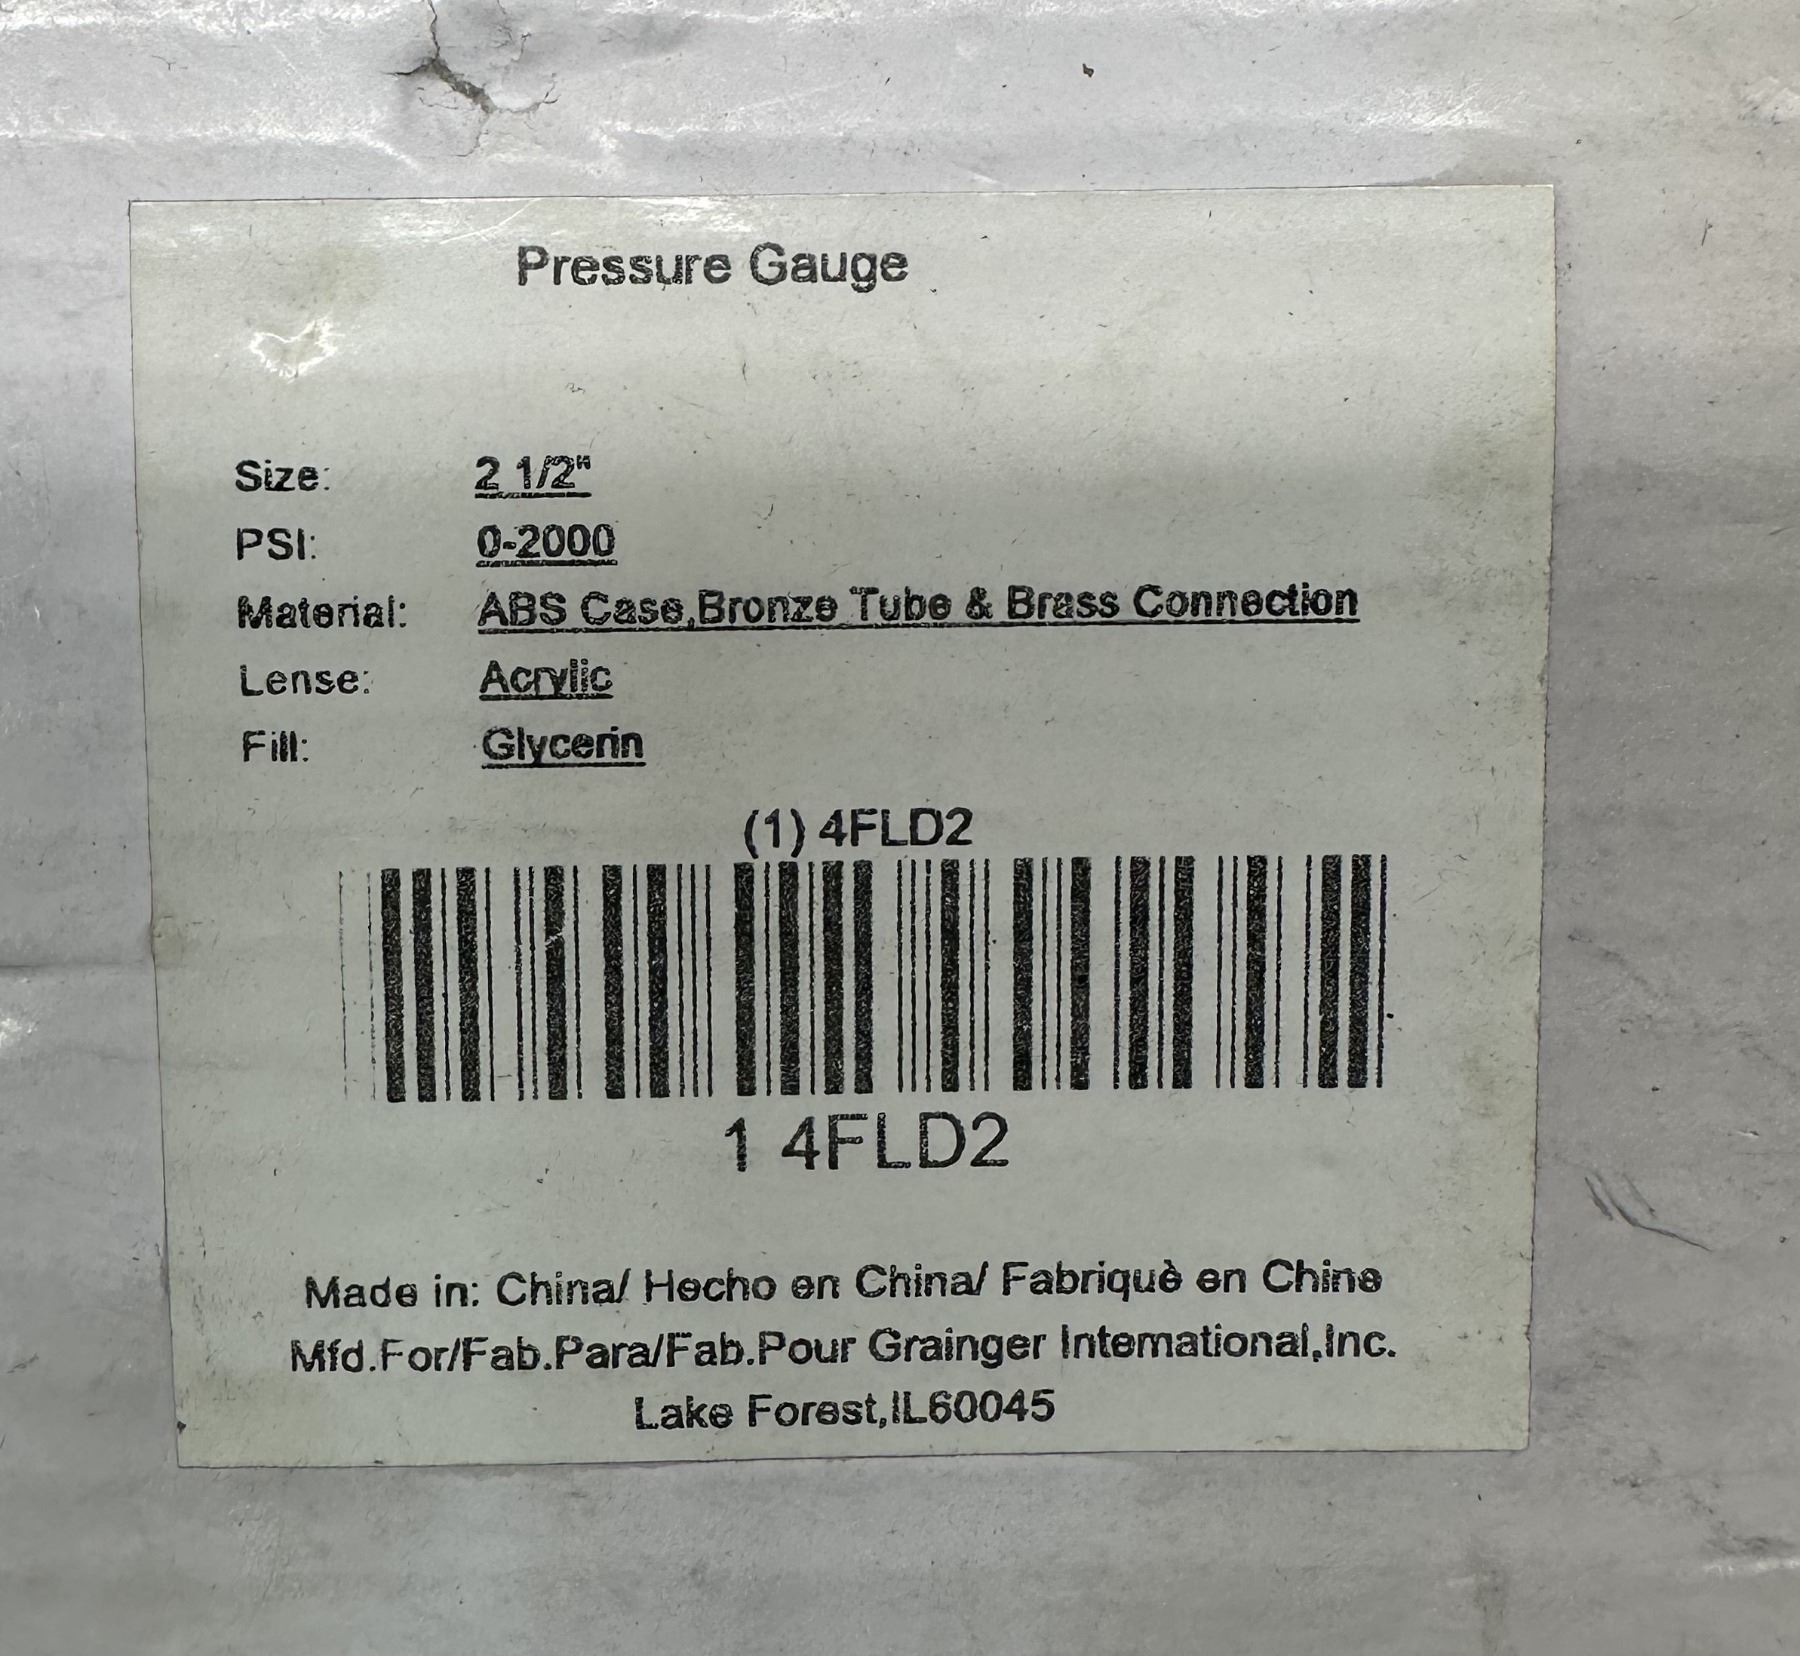 Pressure Gauge
Size: 2 1/2"
PSI: 0-2000
Material: ABS Case,Bronze Tube & Brass Connection
Lense: Acrylic
Fill: Glycerin
(1) 4FLD2
1 4FLD2
Made in: China/ Hecho en China/ Fabriquè en Chine
Mfd.For/Fab.Para/Fab.Pour Grainger International,Inc.
Lake Forest,IL60045